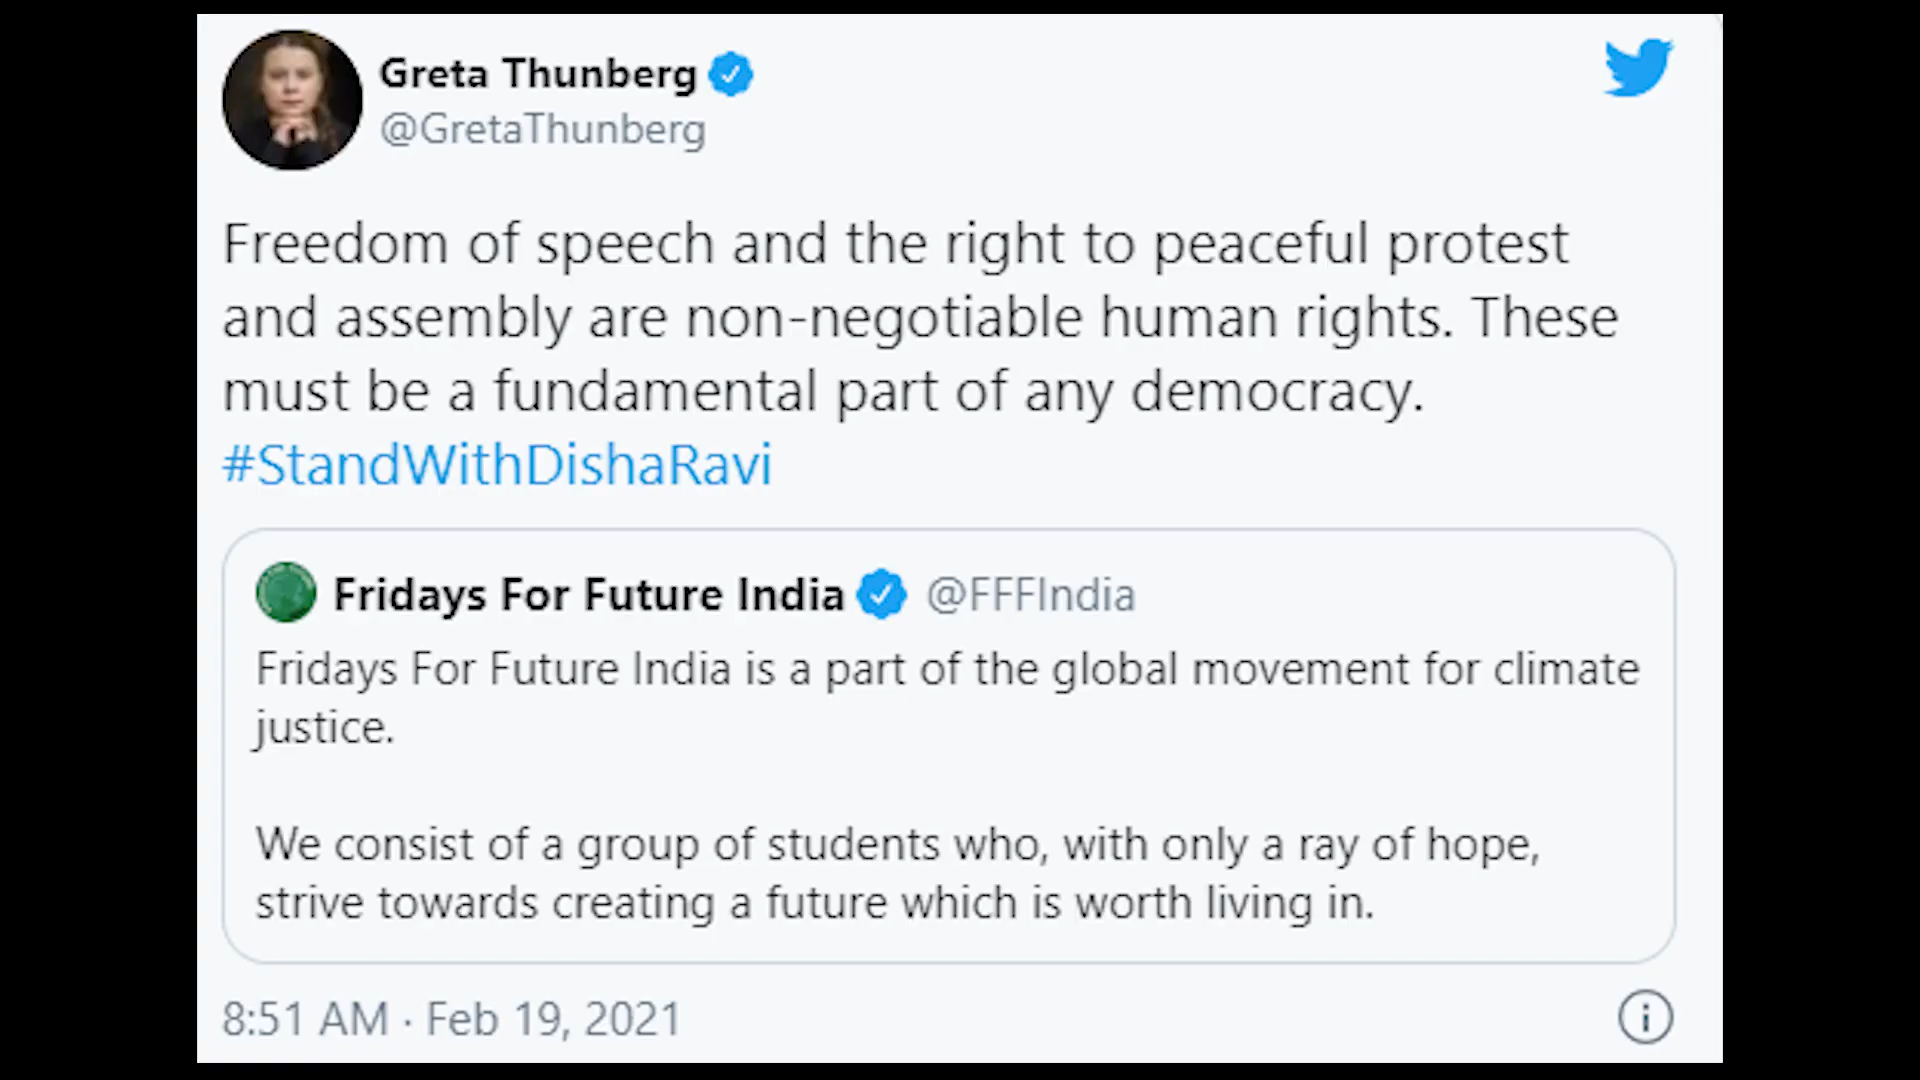 Greta Thunberg
@GretaThunberg
Freedom of speech and the right to peaceful protest
and assembly are non-negotiable human rights. These
must be a fundamental part of any democracy.
#StandWithDishaRavi
Fridays For Future India @FFFIndia
Fridays For Future India is a part of the global movement for climate
justice.
We consist of a group of students who, with only a ray of hope,
strive towards creating a future which is worth living in.
8:51 AM · Feb 19, 2021